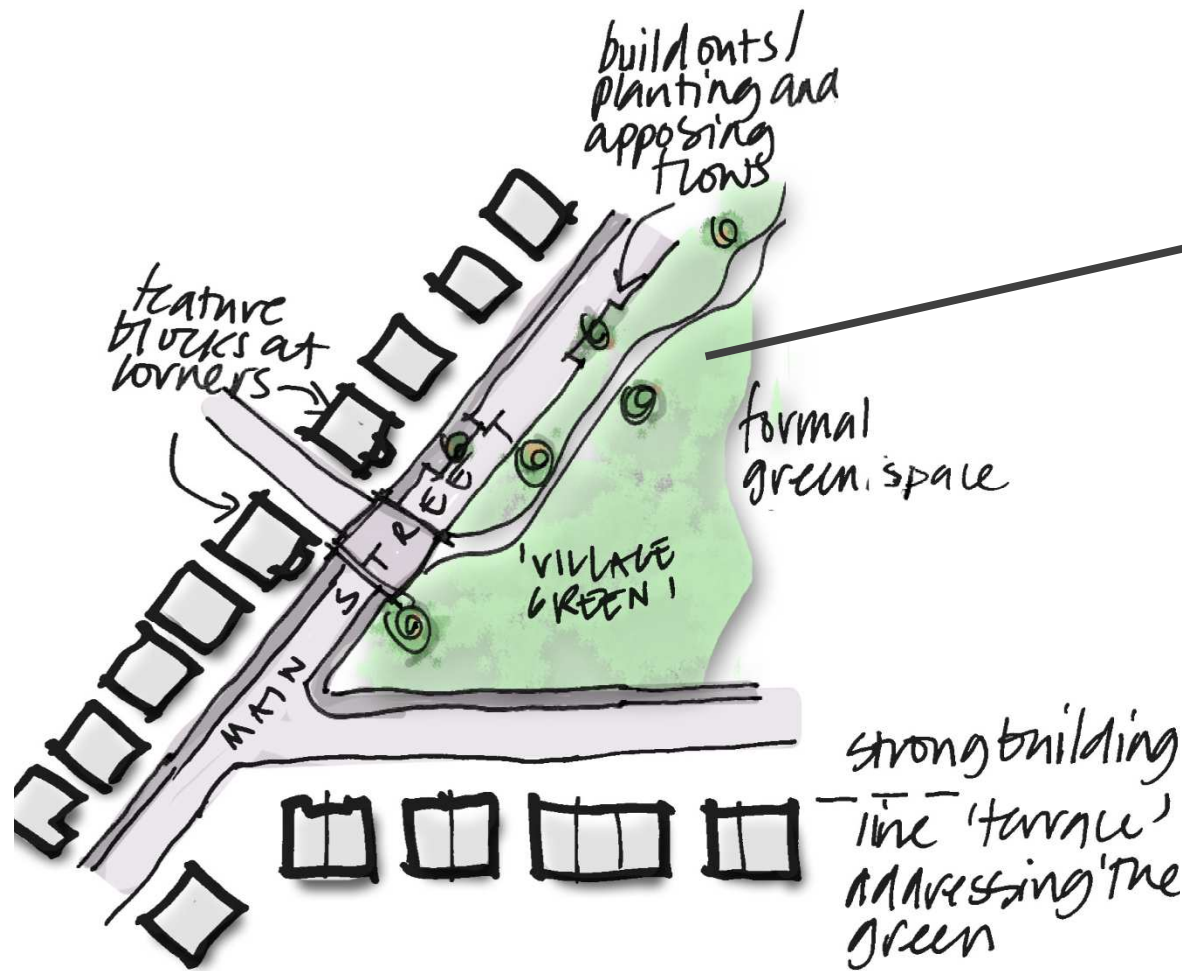 buildouts/
planting and
apposing
flows
feature
blocks at
corners
formal
green space
'VILLAGE
GREEN'
MAIN STREET
strong building
line 'terrace'
addressing the
green